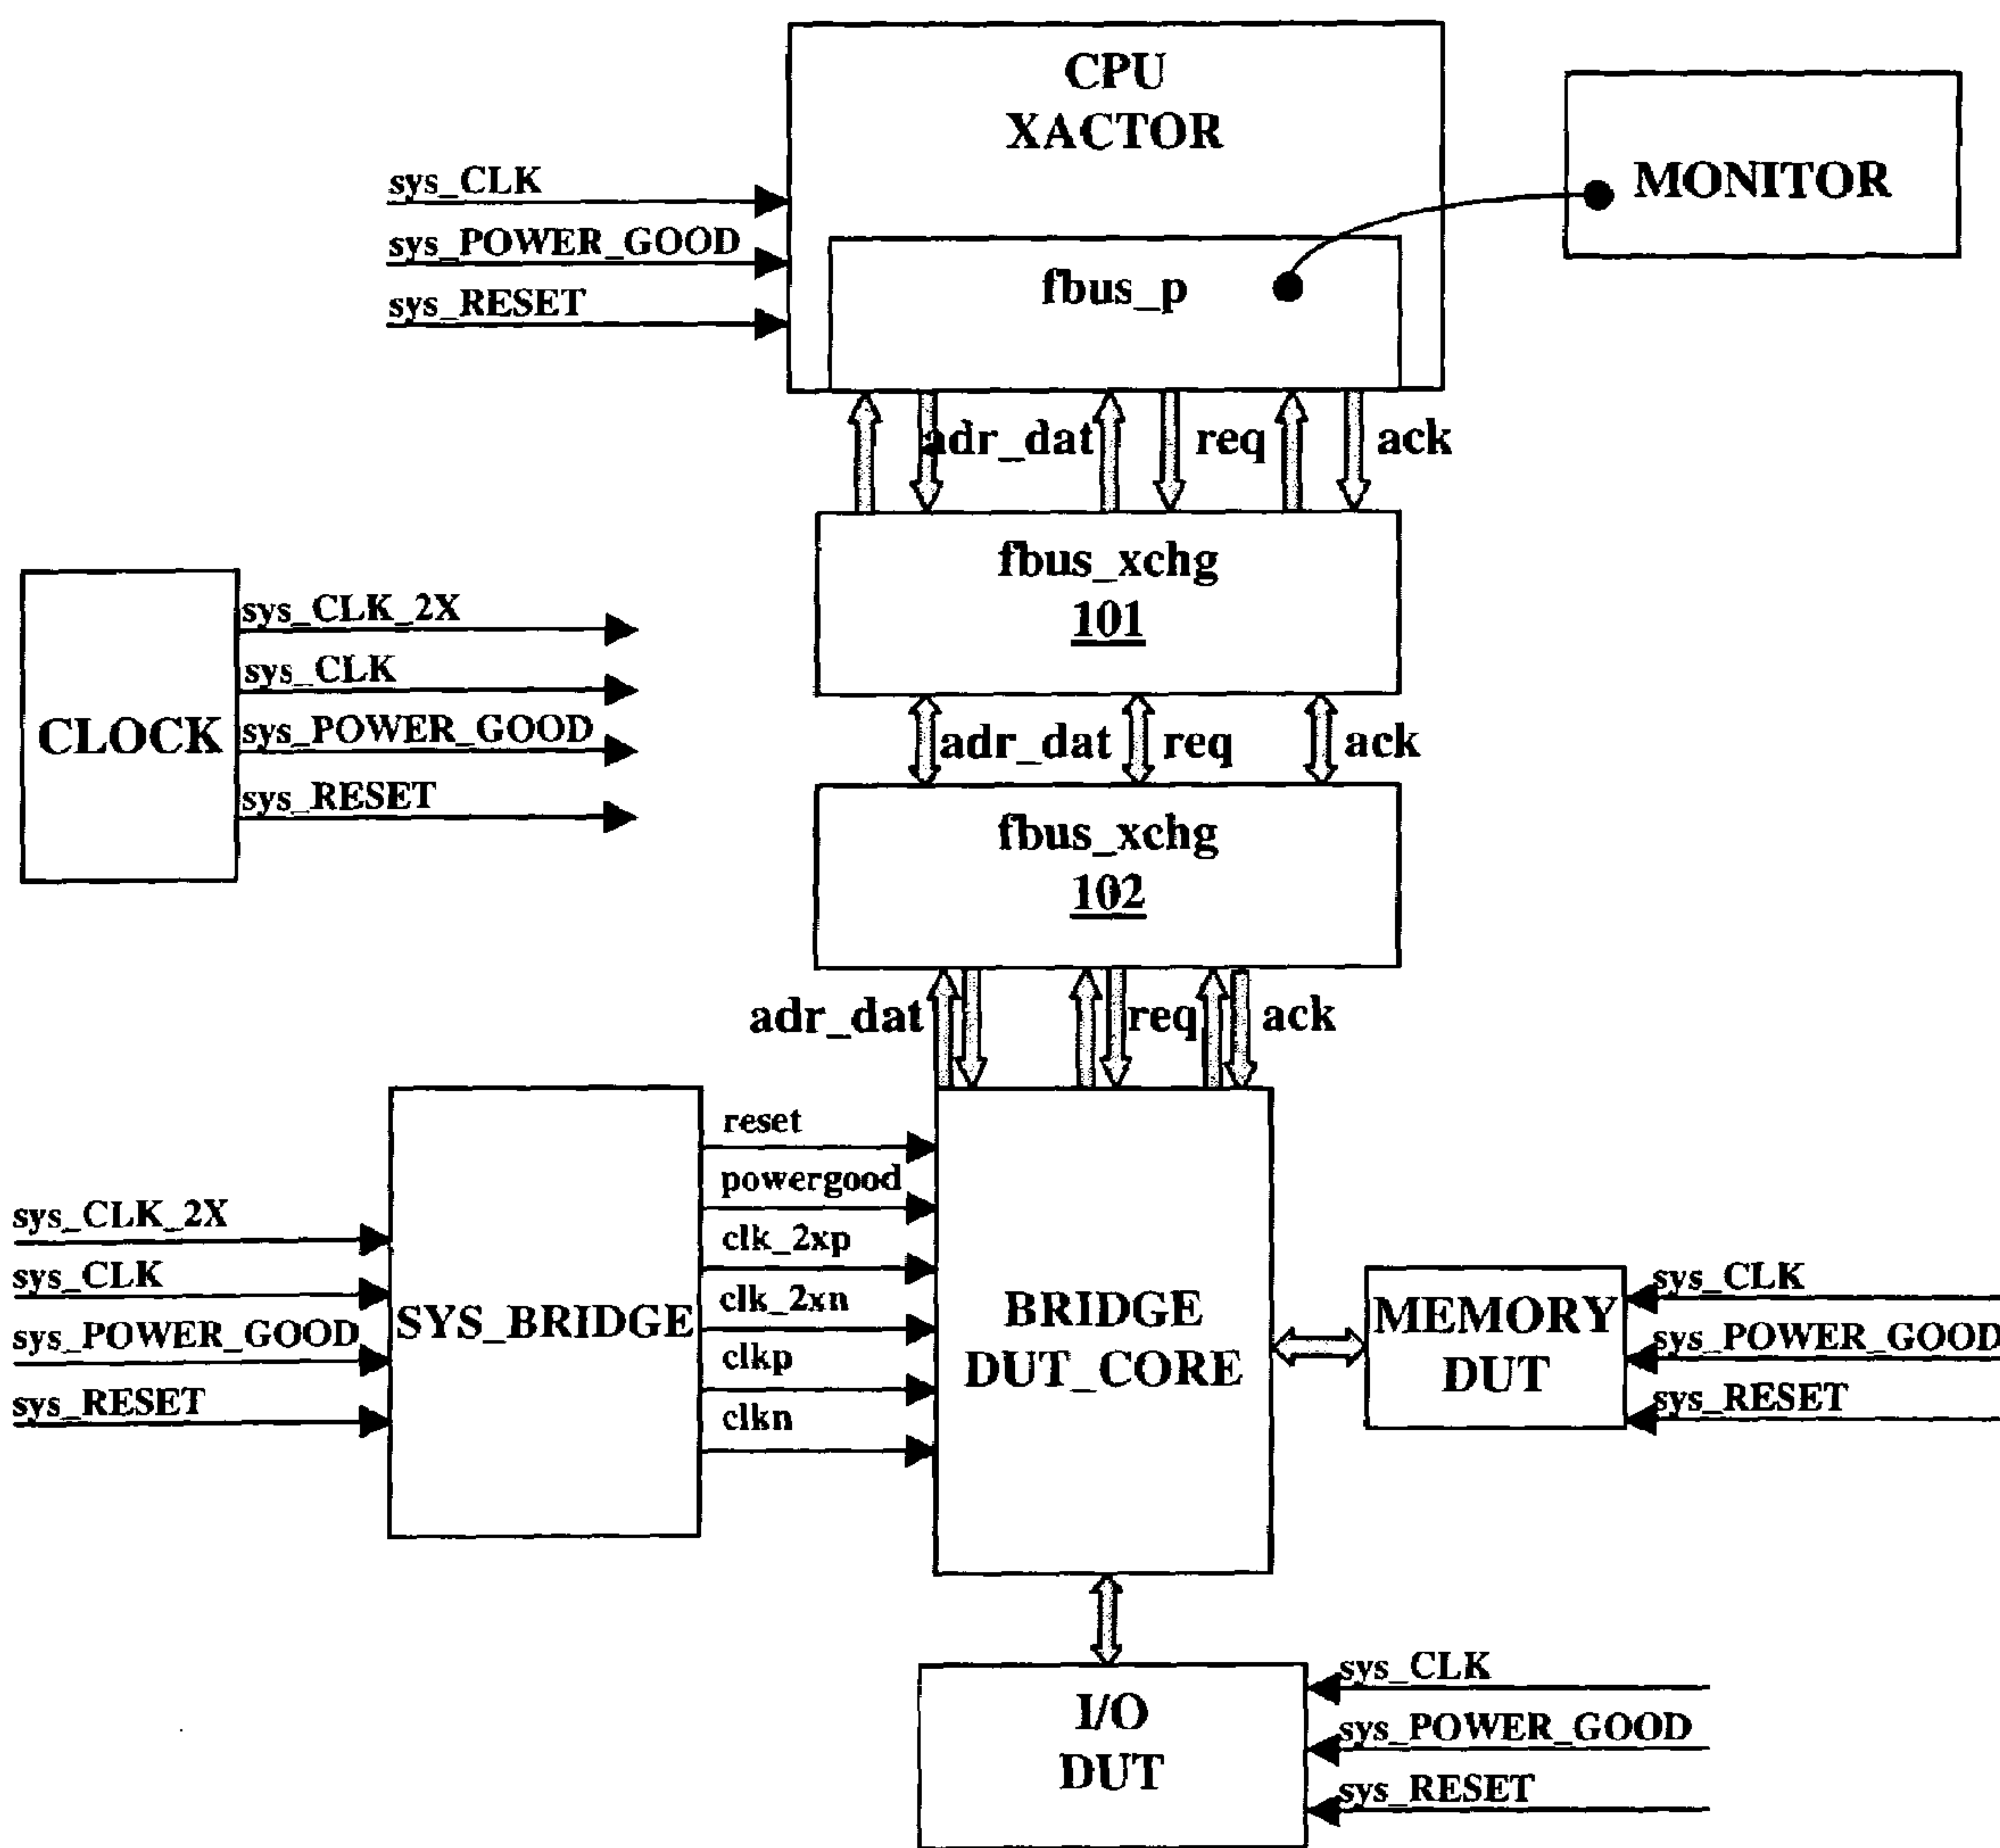 CPU
XACTOR
MONITOR
sys_CLK
sys_POWER_GOOD
sys_RESET
fbus_p
adr_dat
req
ack
fbus_xchg
101
CLOCK
sys_CLK_2X
sys_CLK
sys_POWER_GOOD
sys_RESET
adr_dat
req
ack
fbus_xchg
102
adr_dat
req
ack
sys_CLK_2X
sys_CLK
sys_POWER_GOOD
sys_RESET
SYS_BRIDGE
reset
powergood
clk_2xp
clk_2xn
clkp
clkn
BRIDGE
DUT_CORE
MEMORY
DUT
sys_CLK
sys_POWER_GOOD
sys_RESET
I/O
DUT
sys_CLK
sys_POWER_GOOD
sys_RESET